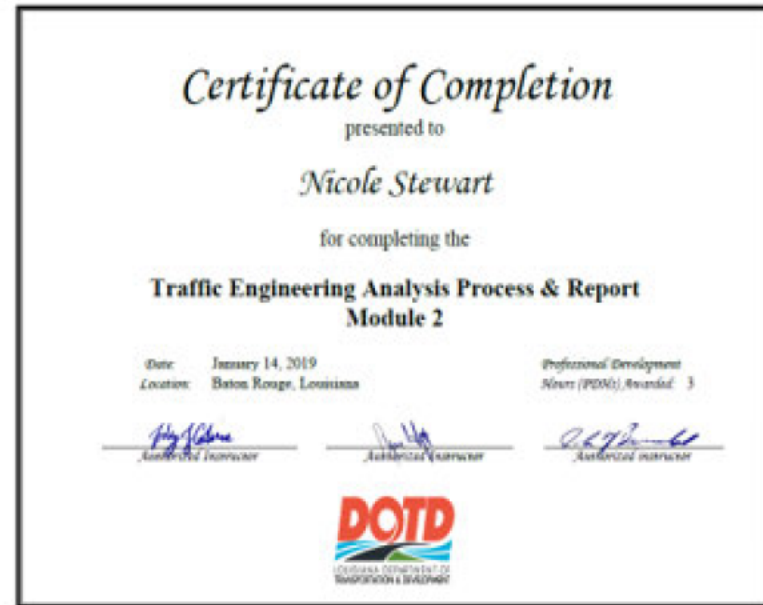 Certificate of Completion
presented to
Nicole Stewart
for completing the
Traffic Engineering Analysis Process & Report
Module 2
Date: January 14, 2019
Location: Baton Rouge, Louisiana
Professional Development
Hours (PDHs) Awarded: 3
Authorized Instructor
Authorized Instructor
Authorized Instructor
DOTD
LOUISIANA DEPARTMENT OF
TRANSPORTATION & DEVELOPMENT